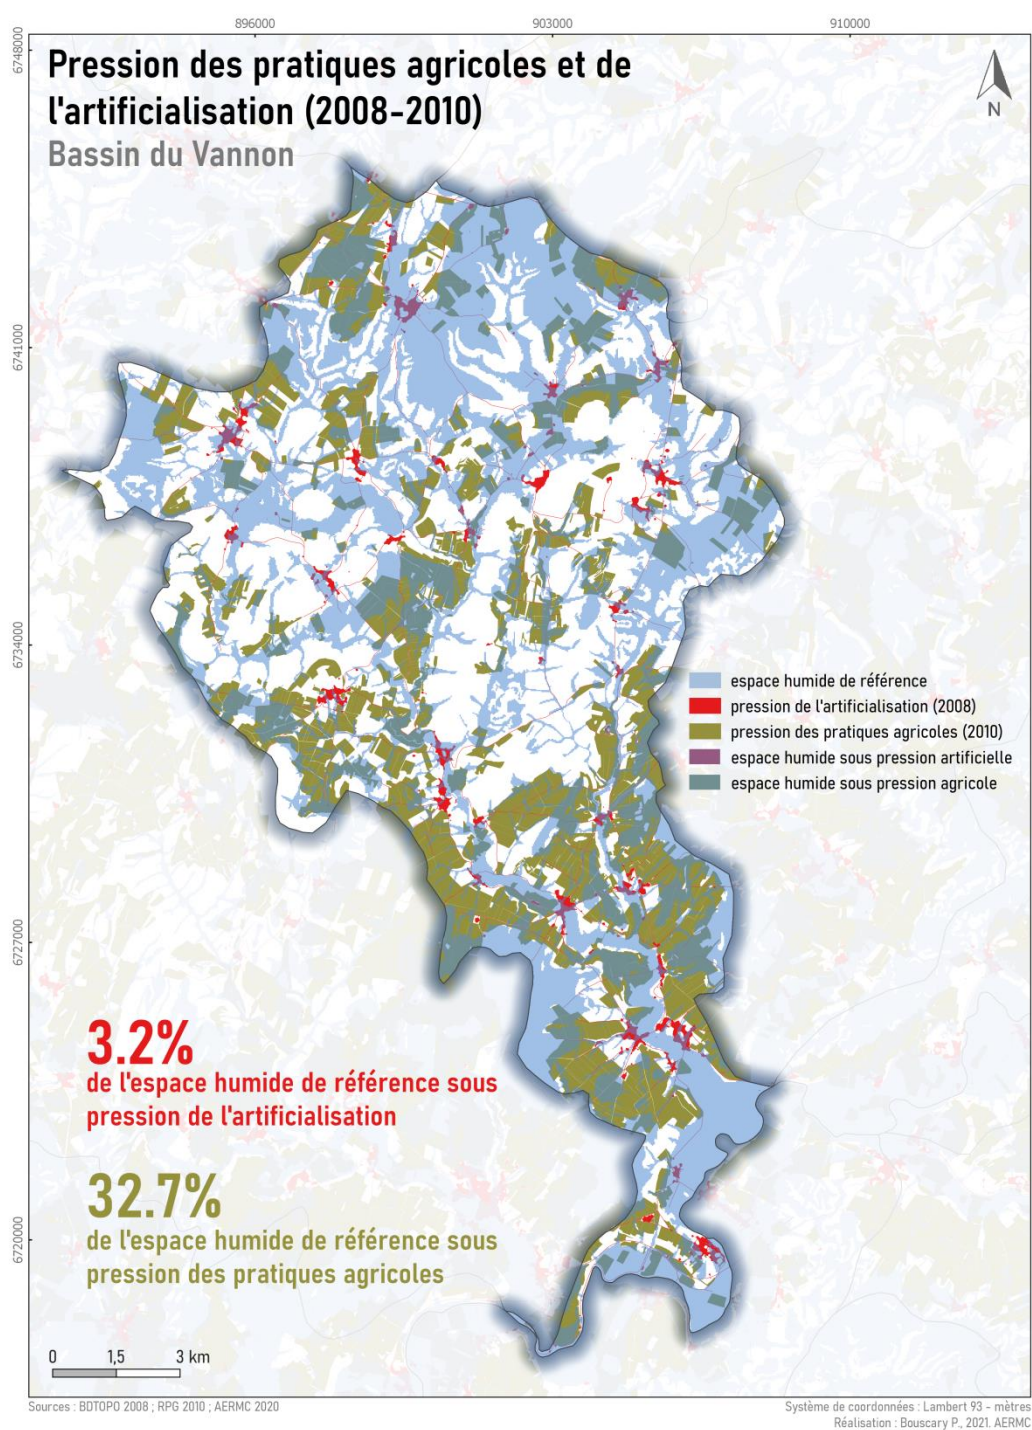 896000
903000
910000
6748000
Pression des pratiques agricoles et de
l'artificialisation (2008-2010)
Bassin du Vannon
N
6741000
6734000
espace humide de référence
pression de l'artificialisation (2008)
pression des pratiques agricoles (2010)
espace humide sous pression artificielle
espace humide sous pression agricole
6727000
3.2%
de l'espace humide de référence sous
pression de l'artificialisation
32.7%
de l'espace humide de référence sous
pression des pratiques agricoles
6720000
0 1,5 3 km
Sources : BDTOPO 2008 ; RPG 2010 ; AERMC 2020
Système de coordonnées : Lambert 93 - mètres
Réalisation : Bouscary P., 2021. AERMC